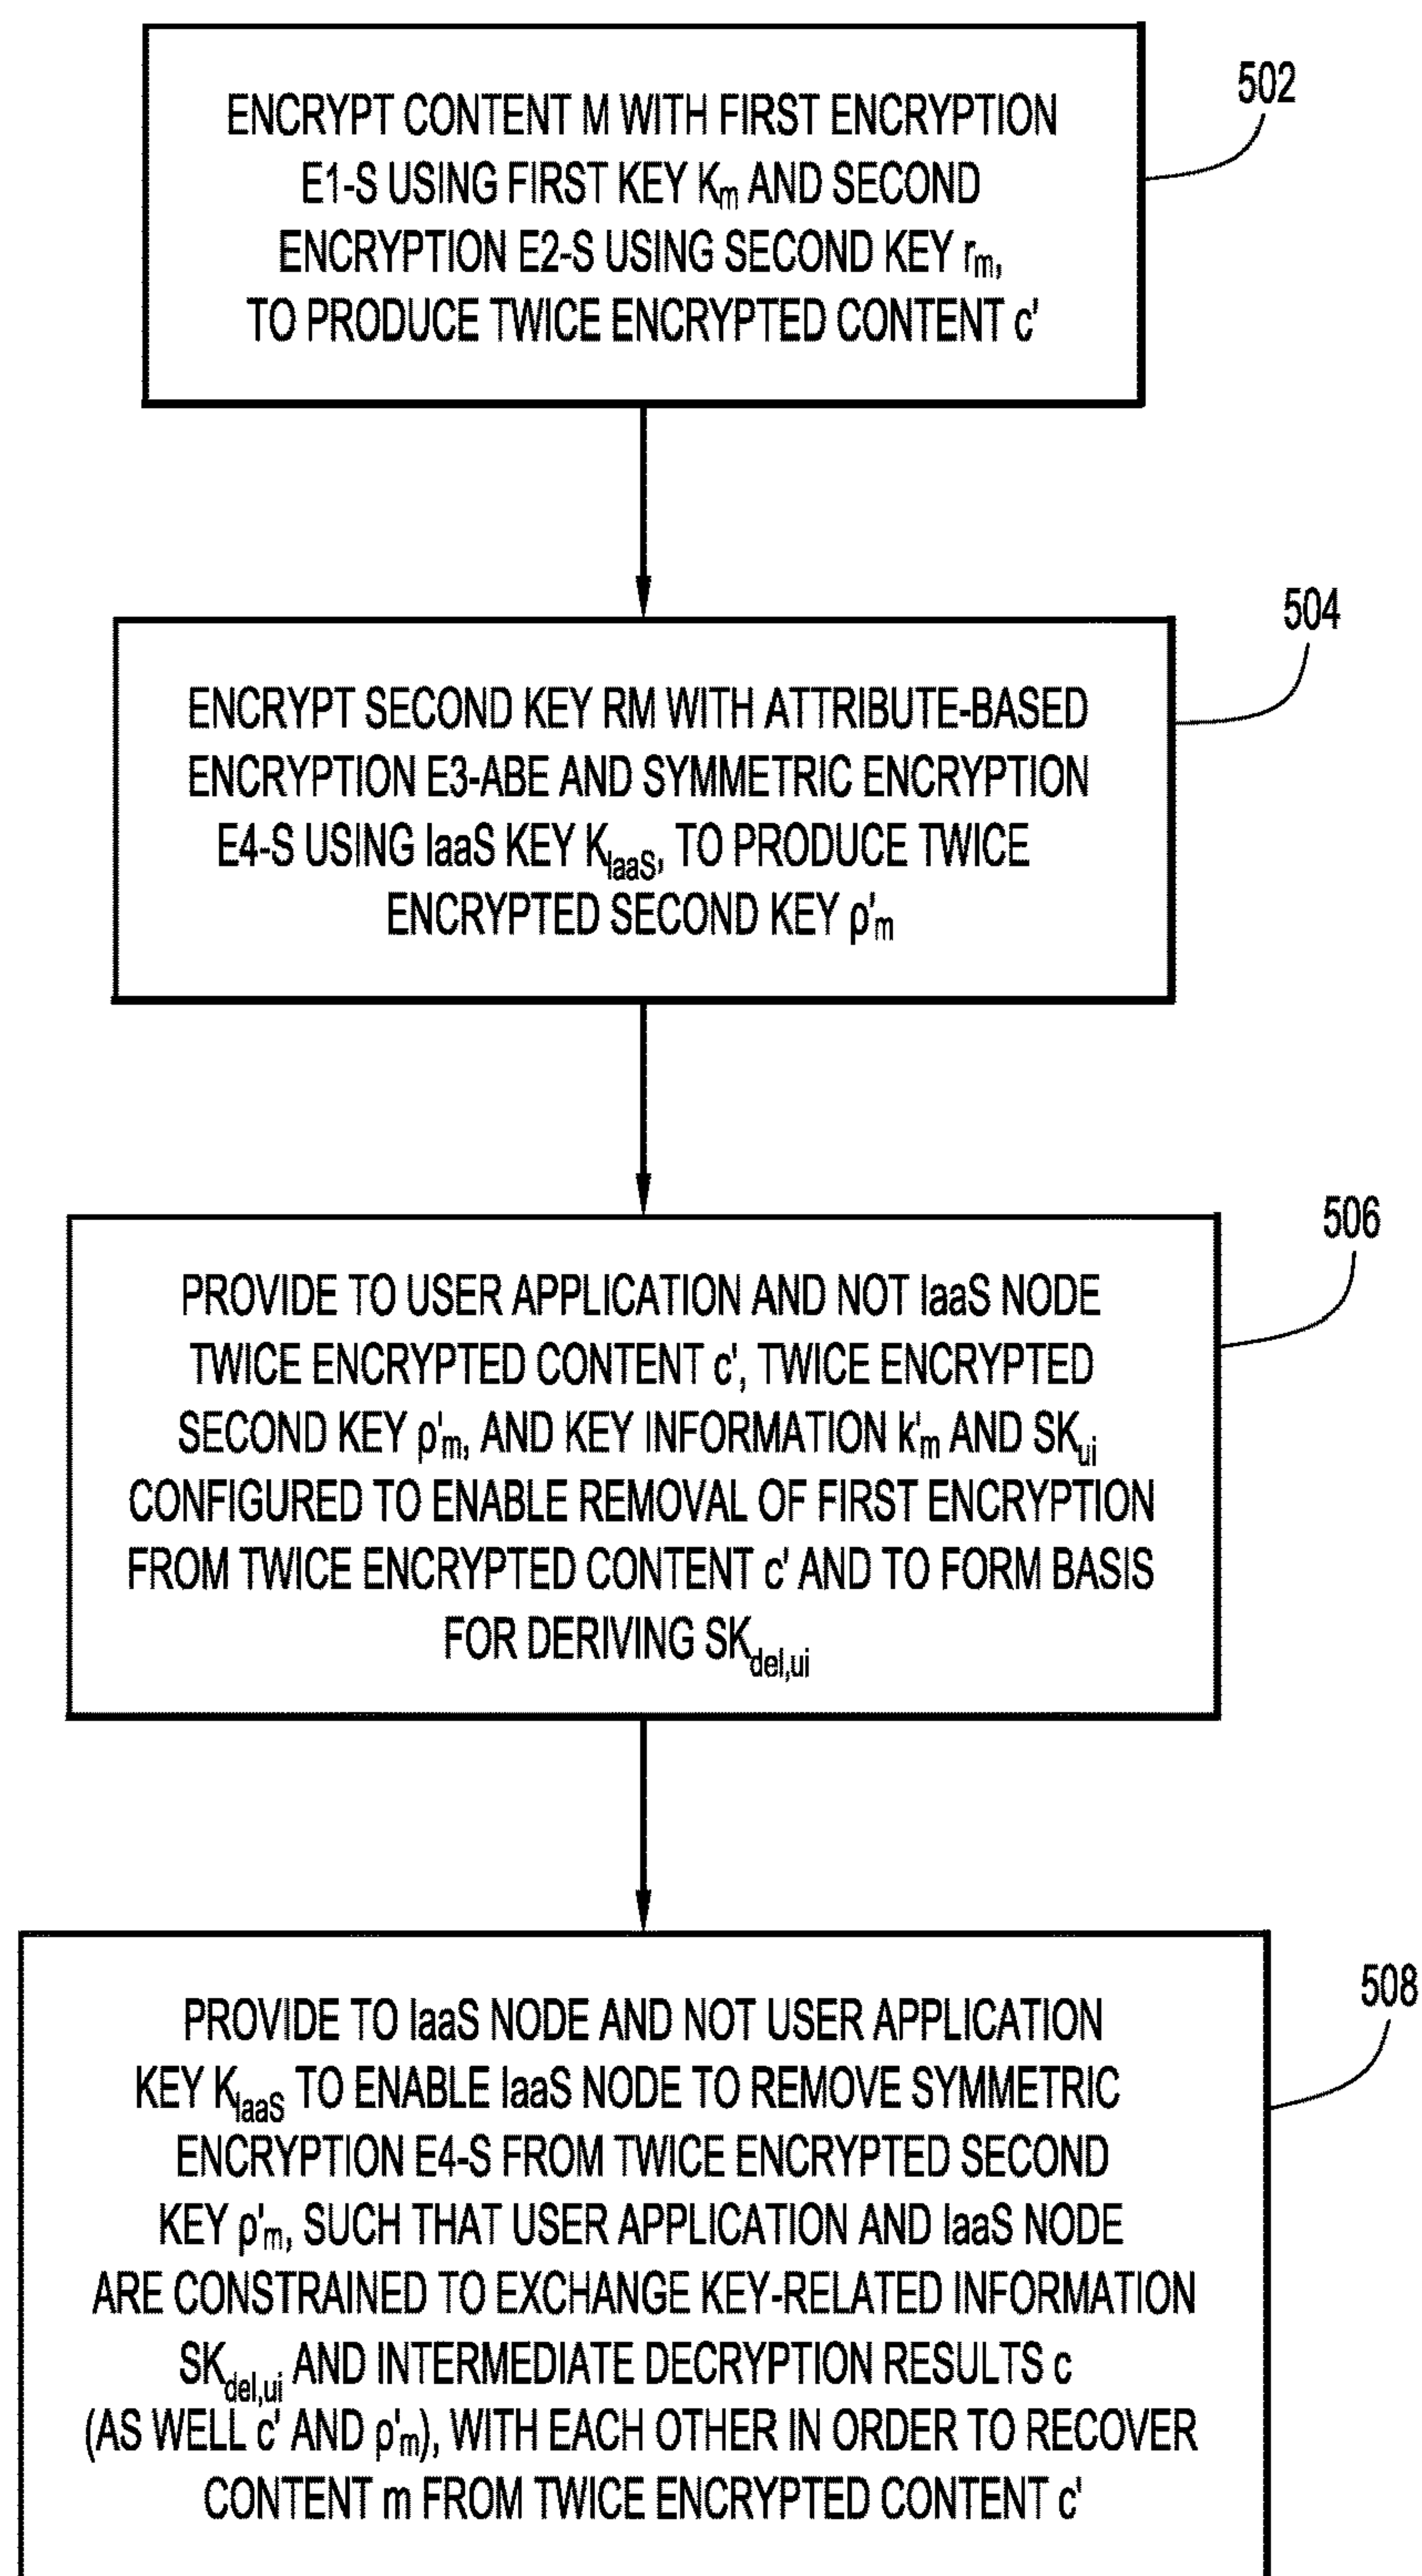 502
ENCRYPT CONTENT M WITH FIRST ENCRYPTION
E1-S USING FIRST KEY Km AND SECOND
ENCRYPTION E2-S USING SECOND KEY rm,
TO PRODUCE TWICE ENCRYPTED CONTENT c'
504
ENCRYPT SECOND KEY RM WITH ATTRIBUTE-BASED
ENCRYPTION E3-ABE AND SYMMETRIC ENCRYPTION
E4-S USING IaaS KEY KIaaS, TO PRODUCE TWICE
ENCRYPTED SECOND KEY ρ'm
506
PROVIDE TO USER APPLICATION AND NOT IaaS NODE
TWICE ENCRYPTED CONTENT c', TWICE ENCRYPTED
SECOND KEY ρ'm, AND KEY INFORMATION k'm AND SKui
CONFIGURED TO ENABLE REMOVAL OF FIRST ENCRYPTION
FROM TWICE ENCRYPTED CONTENT c' AND TO FORM BASIS
FOR DERIVING SKdel,ui
508
PROVIDE TO IaaS NODE AND NOT USER APPLICATION
KEY KIaaS TO ENABLE IaaS NODE TO REMOVE SYMMETRIC
ENCRYPTION E4-S FROM TWICE ENCRYPTED SECOND
KEY ρ'm, SUCH THAT USER APPLICATION AND IaaS NODE
ARE CONSTRAINED TO EXCHANGE KEY-RELATED INFORMATION
SKdel,ui AND INTERMEDIATE DECRYPTION RESULTS c
(AS WELL c' AND ρ'm), WITH EACH OTHER IN ORDER TO RECOVER
CONTENT m FROM TWICE ENCRYPTED CONTENT c'